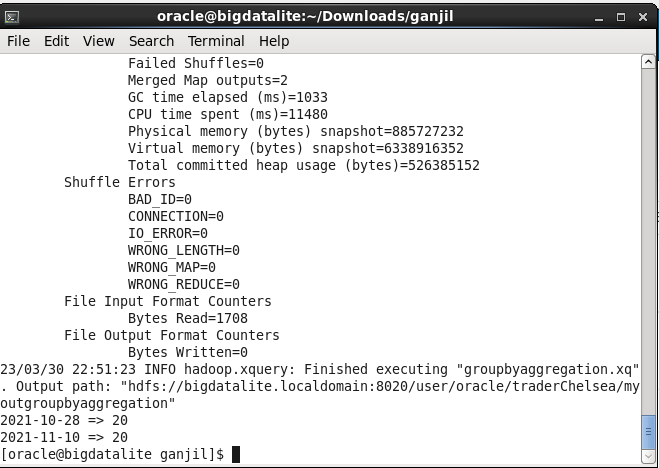 oracle@bigdatalite:~/Downloads/ganjil
File Edit View Search Terminal Help
Failed Shuffles=0
Merged Map outputs=2
GC time elapsed (ms)=1033
CPU time spent (ms)=11480
Physical memory (bytes) snapshot=885727232
Virtual memory (bytes) snapshot=6338916352
Total committed heap usage (bytes)=526385152
Shuffle Errors
BAD_ID=0
CONNECTION=0
IO_ERROR=0
WRONG_LENGTH=0
WRONG_MAP=0
WRONG_REDUCE=0
File Input Format Counters
Bytes Read=1708
File Output Format Counters
Bytes Written=0
23/03/30 22:51:23 INFO hadoop.xquery: Finished executing "groupbyaggregation.xq"
. Output path: "hdfs://bigdatalite.localdomain:8020/user/oracle/traderChelsea/my
outgroupbyaggregation"
2021-10-28 => 20
2021-11-10 => 20
[oracle@bigdatalite ganjil]$